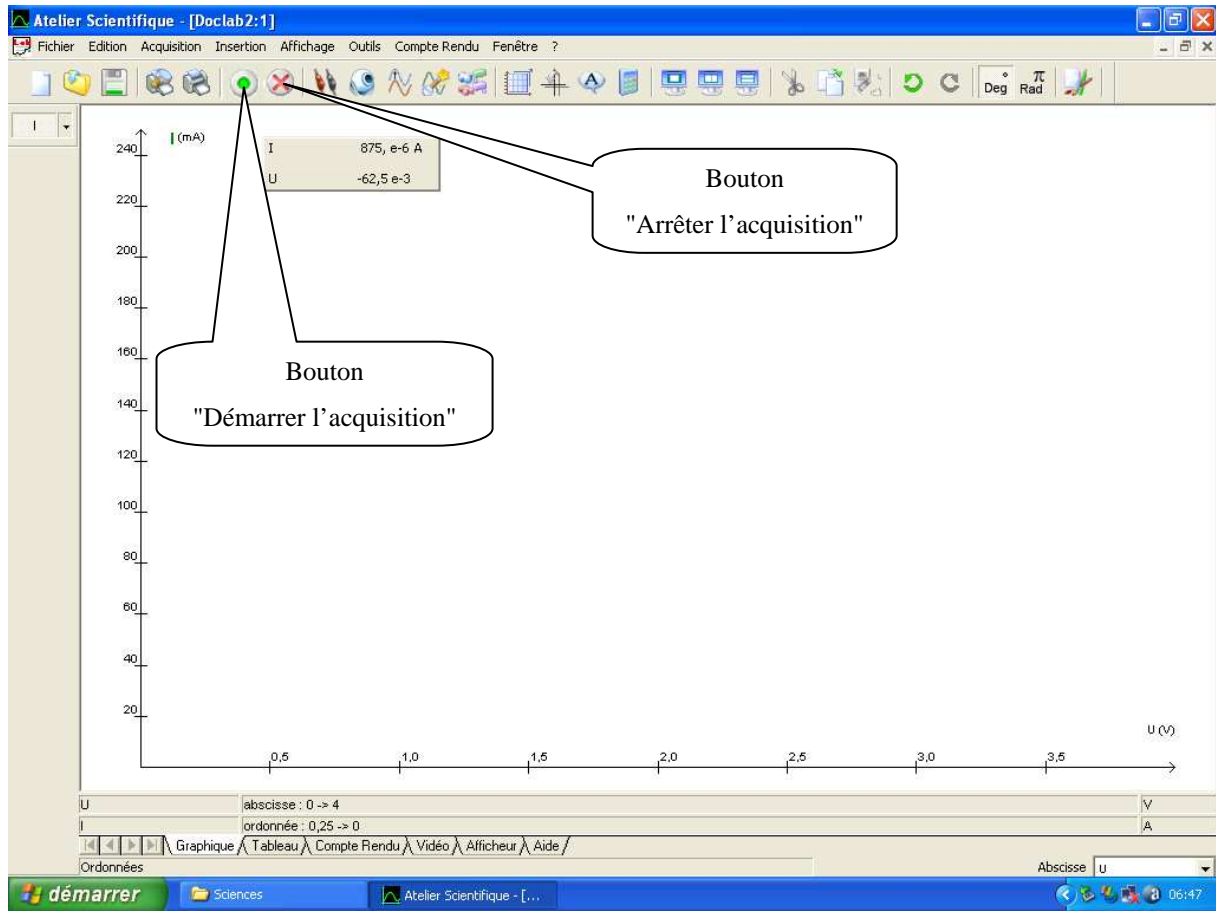 Atelier Scientifique - [Doclab2:1]
Fichier Edition Acquisition Insertion Affichage Outils Compte Rendu Fenêtre ?
Deg ° π Rad
I
I (mA)
I 875, e-6 A
U -62,5 e-3
Bouton
"Arrêter l'acquisition"
Bouton
"Démarrer l'acquisition"
240
220
200
180
160
140
120
100
80
60
40
20
U (V)
0,5 1,0 1,5 2,0 2,5 3,0 3,5
U abscisse : 0 -> 4 V
I ordonnée : 0,25 -> 0 A
Graphique Tableau Compte Rendu Vidéo Afficheur Aide
Ordonnées Abscisse U
démarrer Sciences Atelier Scientifique - [... 06:47